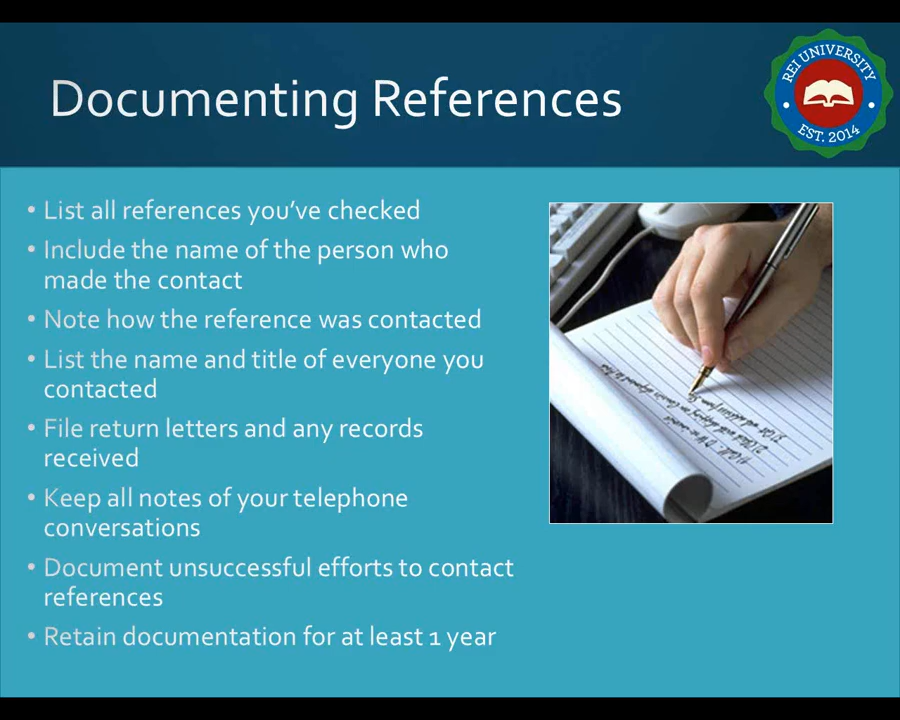 Documenting References
REI UNIVERSITY
EST. 2014
• List all references you’ve checked
• Include the name of the person who
made the contact
• Note how the reference was contacted
• List the name and title of everyone you
contacted
• File return letters and any records
received
• Keep all notes of your telephone
conversations
• Document unsuccessful efforts to contact
references
• Retain documentation for at least 1 year